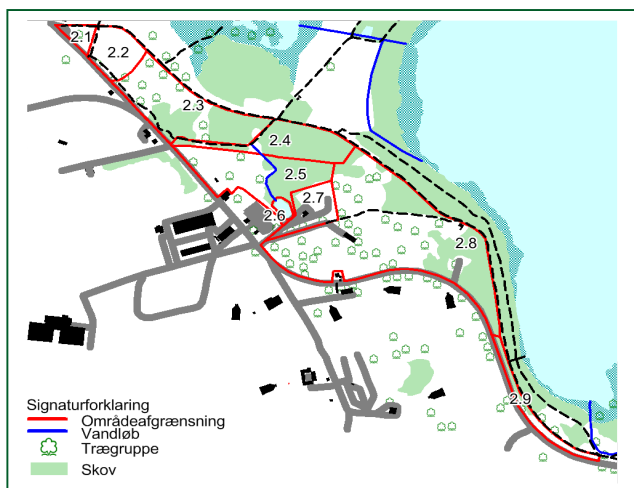 2.1
2.2
2.3
2.4
2.5
2.7
2.6
2.8
2.9
Signaturforklaring
Områdeafgrænsning
Vandløb
Trægruppe
Skov